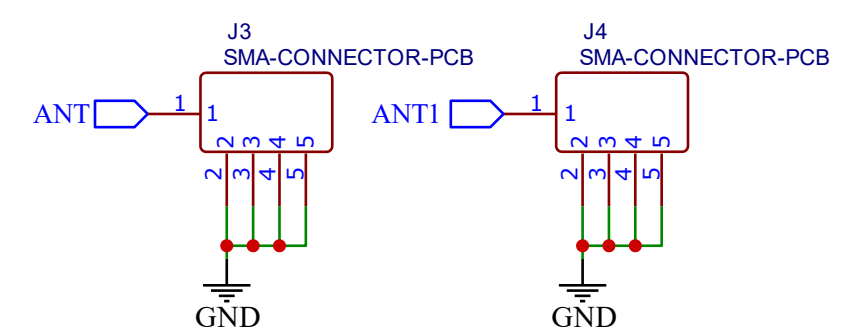 J3
SMA-CONNECTOR-PCB
ANT
1
1
2 3 4 5
2 3 4 5
GND
J4
SMA-CONNECTOR-PCB
ANT1
1
1
2 3 4 5
2 3 4 5
GND